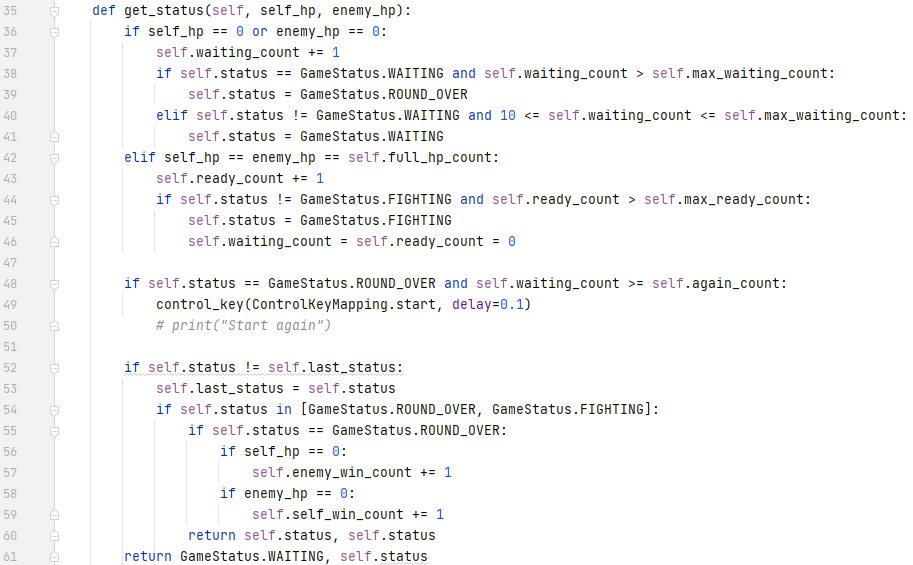 35 def get_status(self, self_hp, enemy_hp):
36 if self_hp == 0 or enemy_hp == 0:
37 self.waiting_count += 1
38 if self.status == GameStatus.WAITING and self.waiting_count > self.max_waiting_count:
39 self.status = GameStatus.ROUND_OVER
40 elif self.status != GameStatus.WAITING and 10 <= self.waiting_count <= self.max_waiting_count:
41 self.status = GameStatus.WAITING
42 elif self_hp == enemy_hp == self.full_hp_count:
43 self.ready_count += 1
44 if self.status != GameStatus.FIGHTING and self.ready_count > self.max_ready_count:
45 self.status = GameStatus.FIGHTING
46 self.waiting_count = self.ready_count = 0
47
48 if self.status == GameStatus.ROUND_OVER and self.waiting_count >= self.again_count:
49 control_key(ControlKeyMapping.start, delay=0.1)
50 # print("Start again")
51
52 if self.status != self.last_status:
53 self.last_status = self.status
54 if self.status in [GameStatus.ROUND_OVER, GameStatus.FIGHTING]:
55 if self.status == GameStatus.ROUND_OVER:
56 if self_hp == 0:
57 self.enemy_win_count += 1
58 if enemy_hp == 0:
59 self.self_win_count += 1
60 return self.status, self.status
61 return GameStatus.WAITING, self.status